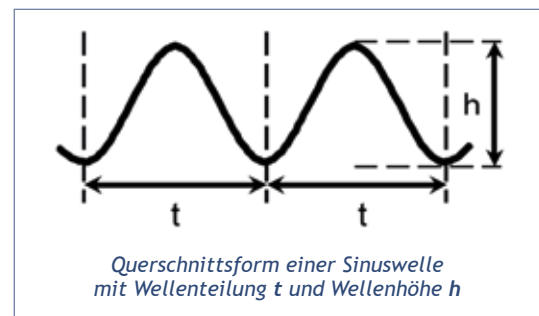 h
t
t
Querschnittsform einer Sinuswelle
mit Wellenteilung t und Wellenhöhe h